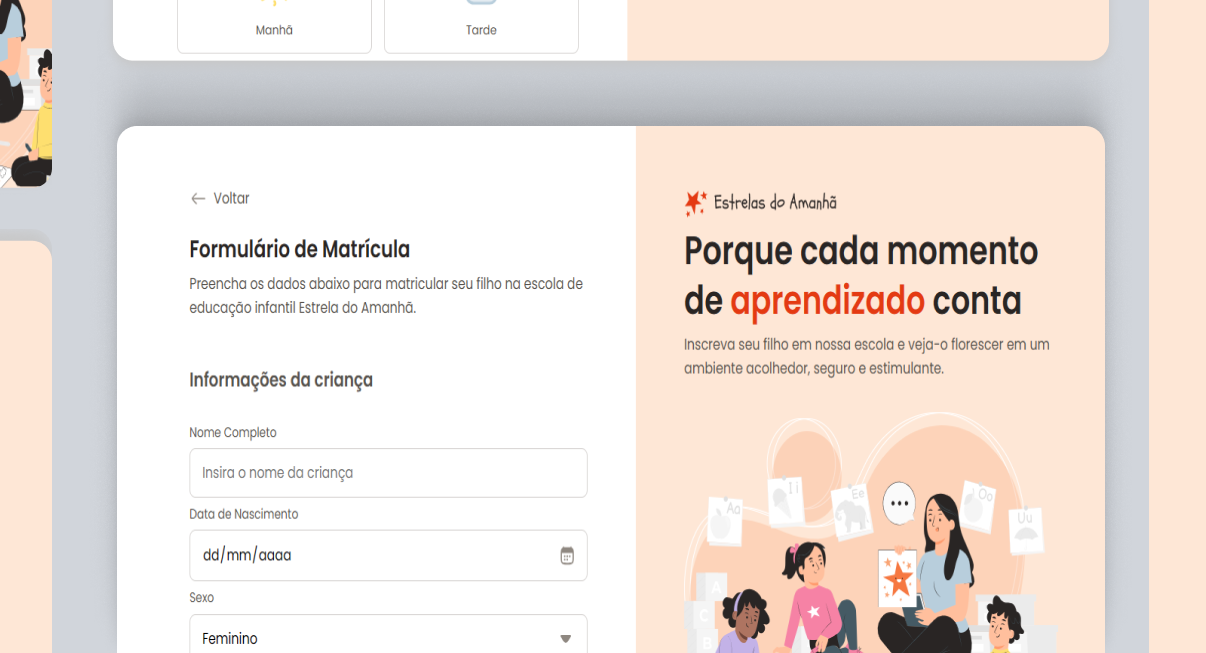 Manhã
Tarde
Voltar
Formulário de Matrícula
Preencha os dados abaixo para matricular seu filho na escola de
educação infantil Estrela do Amanhã.
Informações da criança
Nome Completo
Insira o nome da criança
Data de Nascimento
dd/mm/aaaa
Sexo
Feminino
Estrelas do Amanhã
Porque cada momento
de aprendizado conta
Inscreva seu filho em nossa escola e veja-o florescer em um
ambiente acolhedor, seguro e estimulante.
Aa
Ii
Ee
Oo
Uu
A
C
B